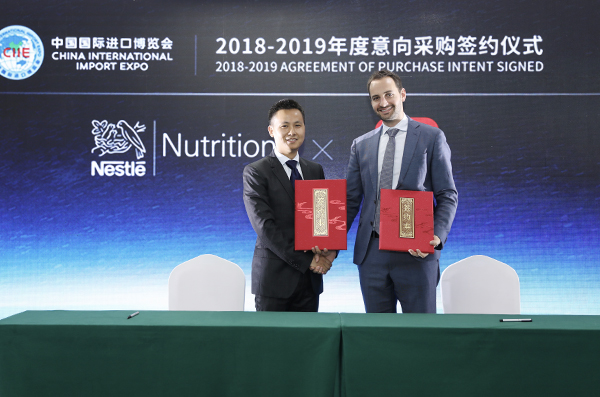 CIIE
中国国际进口博览会
CHINA INTERNATIONAL
IMPORT EXPO
2018-2019年度意向采购签约仪式
2018-2019 AGREEMENT OF PURCHASE INTENT SIGNED
Nestlé
Nutrition
×